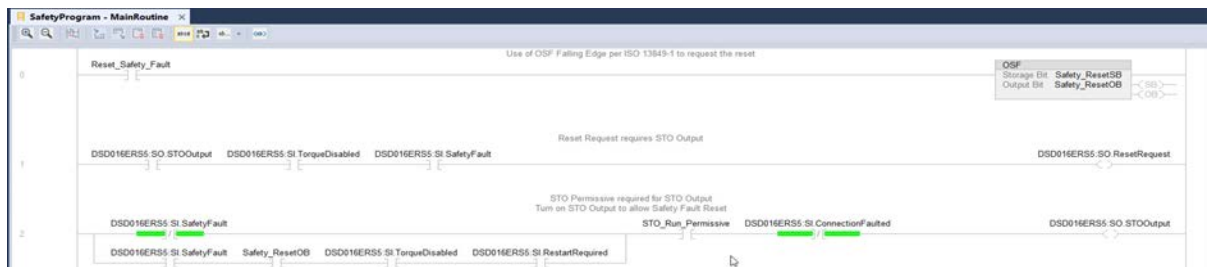 SafetyProgram - MainRoutine ×
Use of OSF Falling Edge per ISO 13849-1 to request the reset
Reset_Safety_Fault
OSF
0
Storage Bit Safety_ResetSB
SB
Output Bit Safety_ResetOB
OB
Reset Request requires STO Output
DSD016ERS5:SO.STOOutput DSD016ERS5:SI.TorqueDisabled DSD016ERS5:SI.SafetyFault DSD016ERS5:SO.ResetRequest
1
STO Permissive required for STO Output
Turn on STO Output to allow Safety Fault Reset
DSD016ERS5:SI.SafetyFault STO_Run_Permissive DSD016ERS5:SI.ConnectionFaulted DSD016ERS5:SO.STOOutput
2
DSD016ERS5:SI.SafetyFault Safety_ResetOB DSD016ERS5:SI.TorqueDisabled DSD016ERS5:SI.RestartRequired